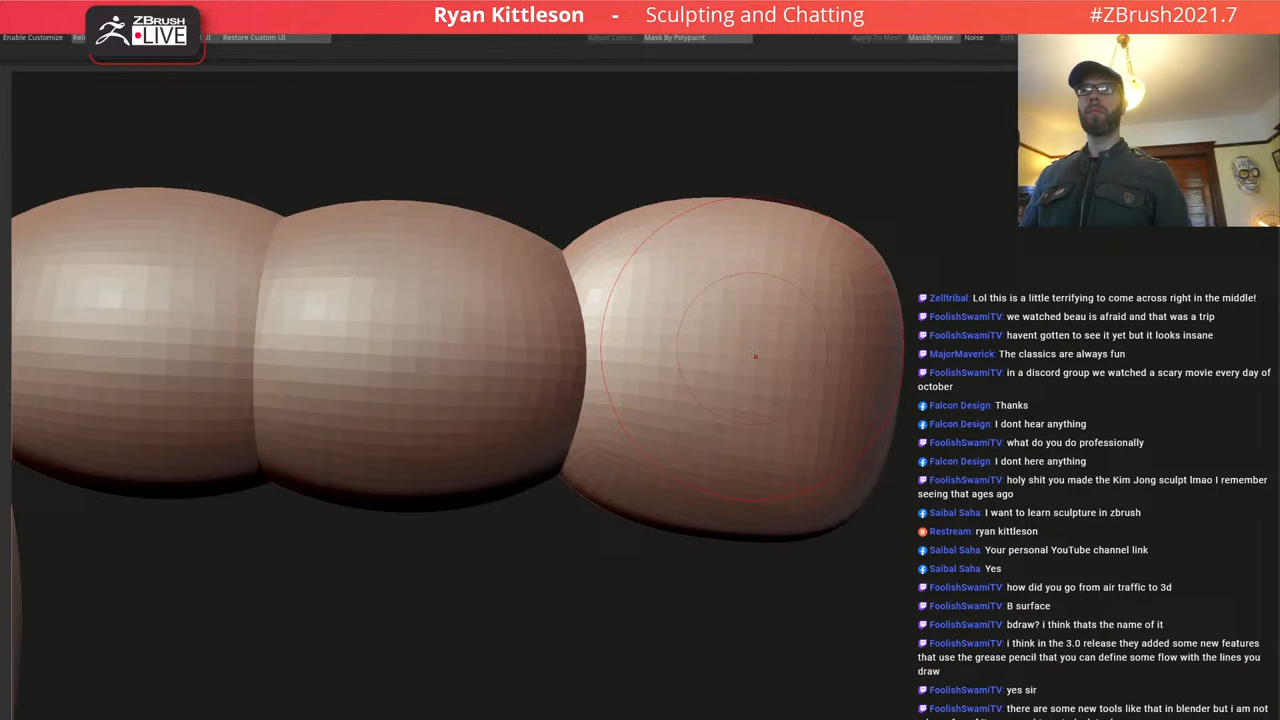 Ryan Kittleson - Sculpting and Chatting #ZBrush2021.7
ZBRUSH
LIVE
Enable Customize
Restore Custom UI
Adjust Colors
Mask By Polypaint
Apply To Mesh
MaskByNoise
Noise
Edit
Zelltribal: Lol this is a little terrifying to come across right in the middle!
FoolishSwamiTV: we watched beau is afraid and that was a trip
FoolishSwamiTV: havent gotten to see it yet but it looks insane
MajorMaverick: The classics are always fun
FoolishSwamiTV: in a discord group we watched a scary movie every day of
october
Falcon Design: Thanks
Falcon Design: I dont hear anything
FoolishSwamiTV: what do you do professionally
Falcon Design: I dont here anything
FoolishSwamiTV: holy shit you made the Kim Jong sculpt lmao I remember
seeing that ages ago
Saibal Saha: I want to learn sculpture in zbrush
Restream: ryan kittleson
Saibal Saha: Your personal YouTube channel link
Saibal Saha: Yes
FoolishSwamiTV: how did you go from air traffic to 3d
FoolishSwamiTV: B surface
FoolishSwamiTV: bdraw? i think thats the name of it
FoolishSwamiTV: i think in the 3.0 release they added some new features
that use the grease pencil that you can define some flow with the lines you
draw
FoolishSwamiTV: yes sir
FoolishSwamiTV: there are some new tools like that in blender but i am not